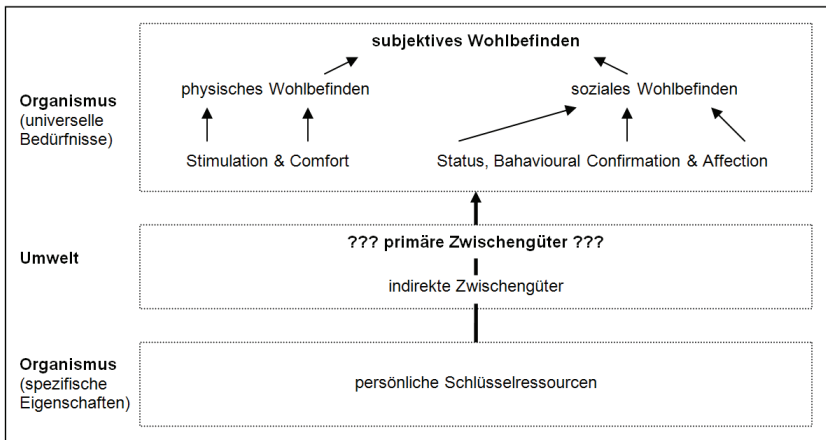 subjektives Wohlbefinden
physisches Wohlbefinden soziales Wohlbefinden
Organismus
(universelle
Bedürfnisse)
Stimulation & Comfort Status, Bahavioural Confirmation & Affection
??? primäre Zwischengüter ???
Umwelt
indirekte Zwischengüter
Organismus
(spezifische
Eigenschaften)
persönliche Schlüsselressourcen